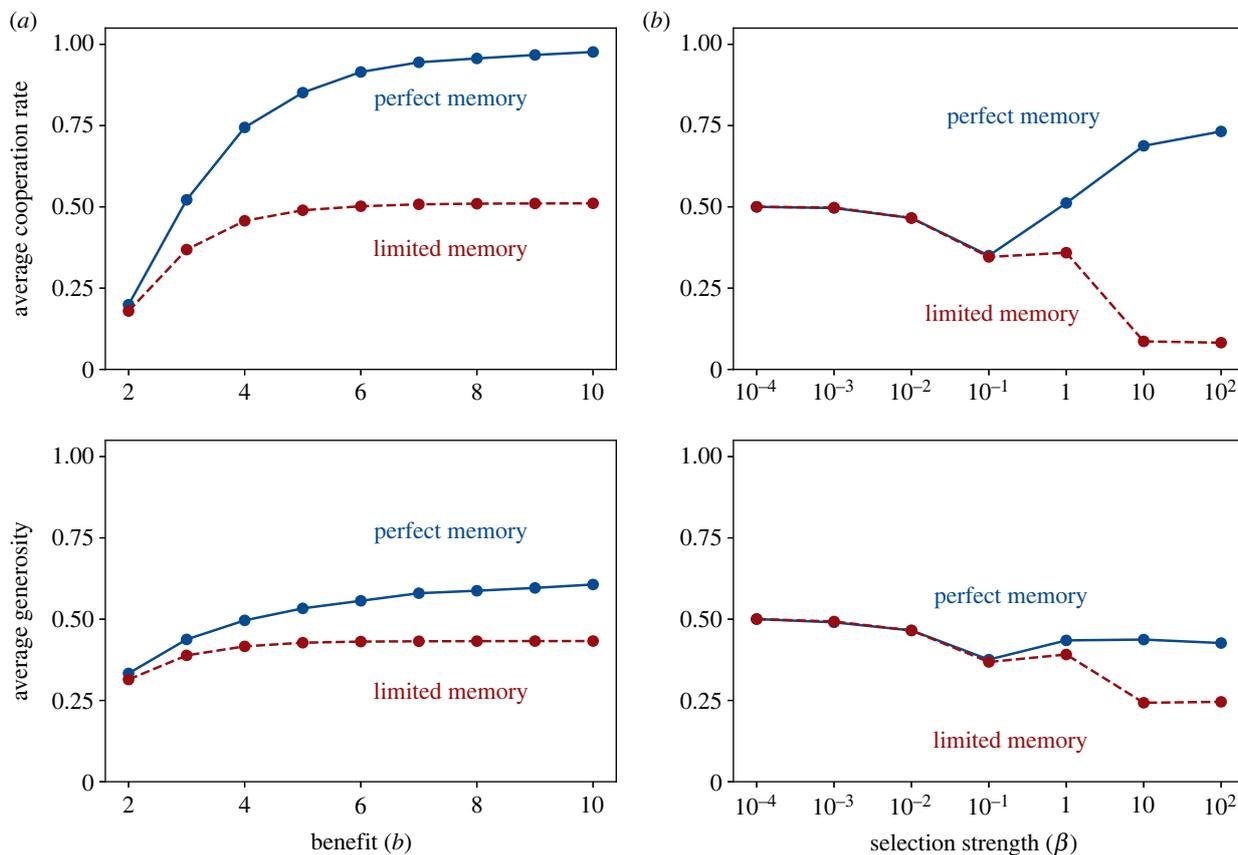 (a)
average cooperation rate
1.00
0.75
0.50
0.25
0
perfect memory
limited memory
2 4 6 8 10
(b)
1.00
0.75
0.50
0.25
0
perfect memory
limited memory
10⁻⁴ 10⁻³ 10⁻² 10⁻¹ 1 10 10²
average generosity
1.00
0.75
0.50
0.25
0
perfect memory
limited memory
2 4 6 8 10
benefit (b)
1.00
0.75
0.50
0.25
0
perfect memory
limited memory
10⁻⁴ 10⁻³ 10⁻² 10⁻¹ 1 10 10²
selection strength (β)